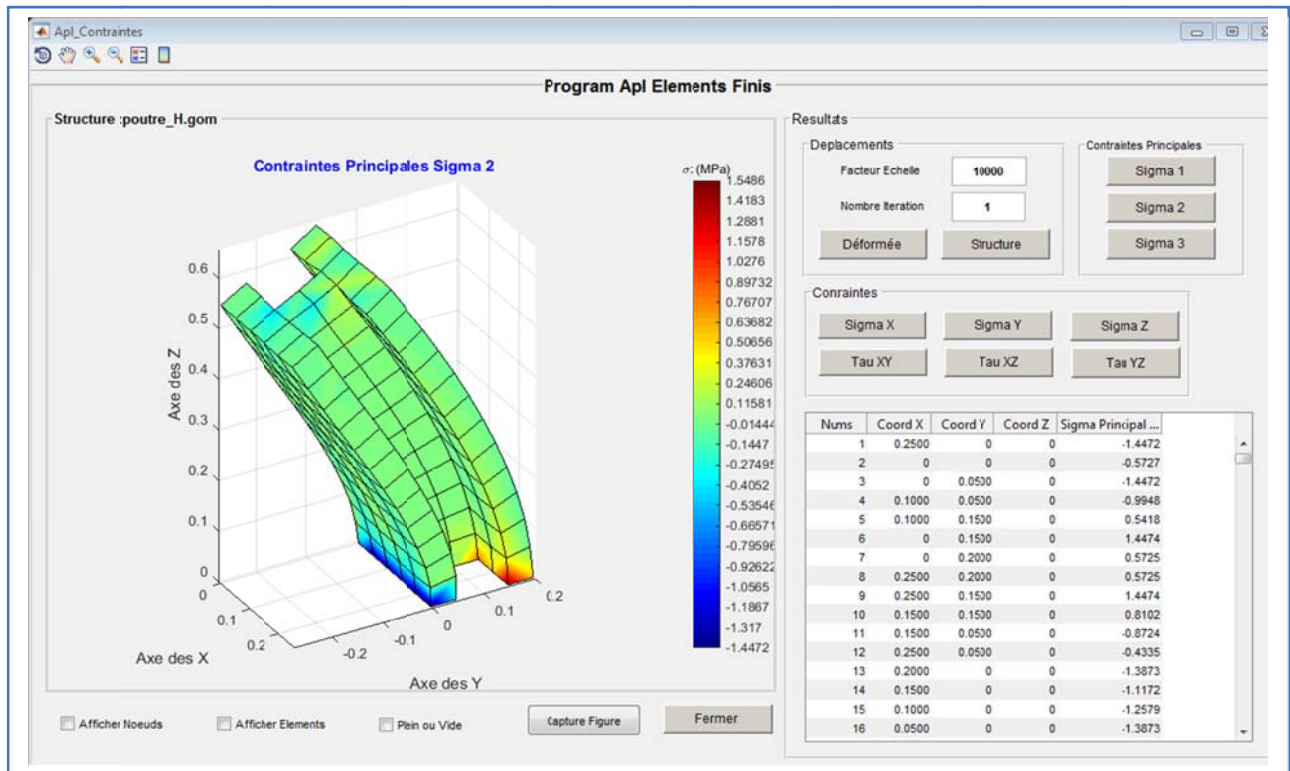 Apl_Contraintes
Program Apl Elements Finis
Structure :poutre_H.gom
Contraintes Principales Sigma 2
σ: (MPa)
1.5486
1.4183
1.2881
1.1578
1.0276
0.89732
0.76707
0.63682
0.50656
0.37631
0.24606
0.11581
-0.01444
-0.1447
-0.27495
-0.4052
-0.53546
-0.66571
-0.79596
-0.92622
-1.0565
-1.1867
-1.317
-1.4472
Axe des Z
0.6
0.5
0.4
0.3
0.2
0.1
0
0
0.1
0.2
Axe des X
-0.2
-0.1
0
0.1
0.2
Axe des Y
Afficher Noeuds
Afficher Elements
Plein ou Vide
Capture Figure
Fermer
Resultats
Deplacements
Facteur Echelle 10000
Nombre Iteration 1
Déformée Structure
Contraintes Principales
Sigma 1
Sigma 2
Sigma 3
Conraintes
Sigma X Sigma Y Sigma Z
Tau XY Tau XZ Tau YZ
Nums Coord X Coord Y Coord Z Sigma Principal ...
1 0.2500 0 0 -1.4472
2 0 0 0 -0.5727
3 0 0.0500 0 -1.4472
4 0.1000 0.0500 0 -0.9948
5 0.1000 0.1500 0 0.5418
6 0 0.1500 0 1.4474
7 0 0.2000 0 0.5725
8 0.2500 0.2000 0 0.5725
9 0.2500 0.1500 0 1.4474
10 0.1500 0.1500 0 0.8102
11 0.1500 0.0500 0 -0.8724
12 0.2500 0.0500 0 -0.4335
13 0.2000 0 0 -1.3873
14 0.1500 0 0 -1.1172
15 0.1000 0 0 -1.2579
16 0.0500 0 0 -1.3873